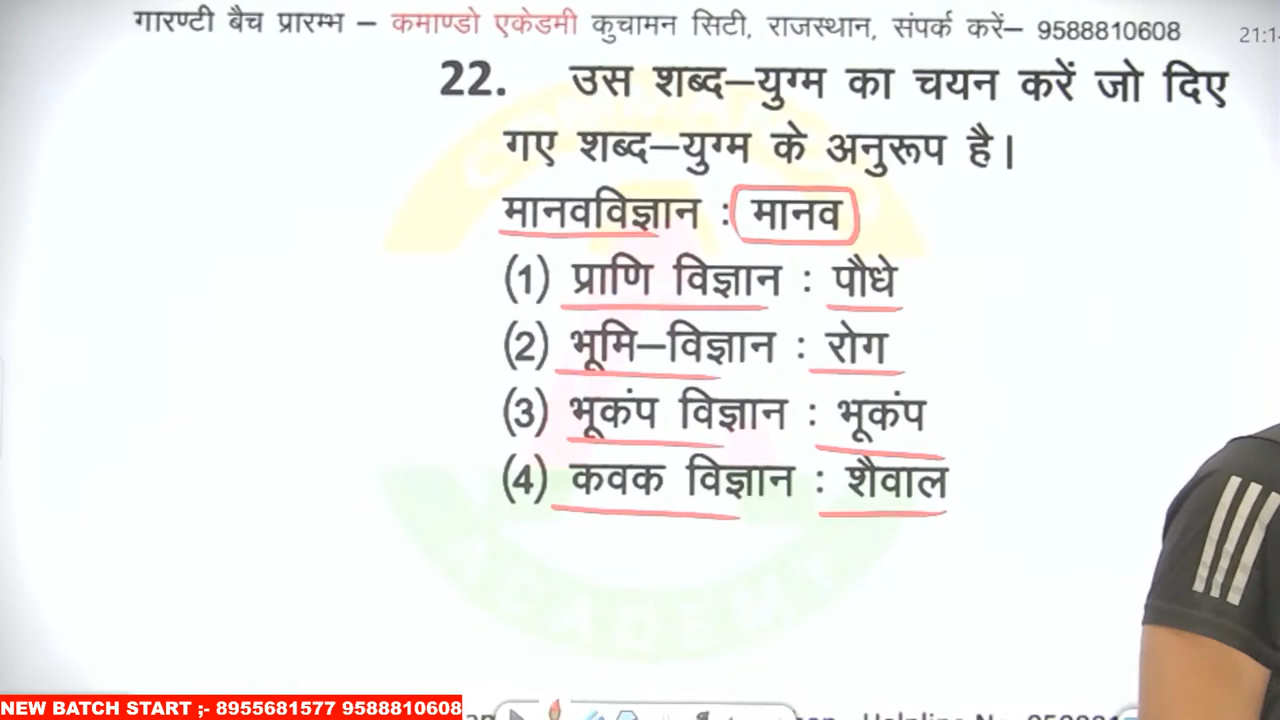 गारण्टी बैच प्रारम्भ – कमाण्डो एकेडमी कुचामन सिटी, राजस्थान, संपर्क करें– 9588810608
22. उस शब्द–युग्म का चयन करें जो दिए
गए शब्द–युग्म के अनुरूप है।
मानवविज्ञान : मानव
(1) प्राणि विज्ञान : पौधे
(2) भूमि–विज्ञान : रोग
(3) भूकंप विज्ञान : भूकंप
(4) कवक विज्ञान : शैवाल
ACADEMY
NEW BATCH START ;- 8955681577 9588810608